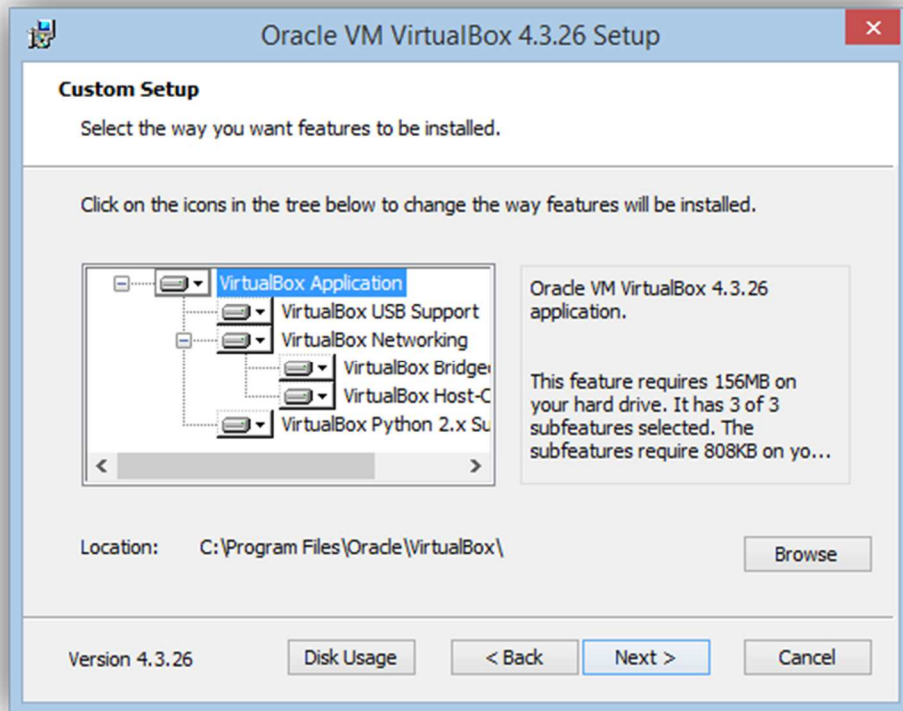 Oracle VM VirtualBox 4.3.26 Setup
Custom Setup
Select the way you want features to be installed.
Click on the icons in the tree below to change the way features will be installed.
VirtualBox Application
VirtualBox USB Support
VirtualBox Networking
VirtualBox Bridge
VirtualBox Host-
VirtualBox Python 2.x Su
Oracle VM VirtualBox 4.3.26
application.
This feature requires 156MB on
your hard drive. It has 3 of 3
subfeatures selected. The
subfeatures require 808KB on yo...
Location: C:\Program Files\Oracle\VirtualBox\
Browse
Version 4.3.26
Disk Usage
< Back
Next >
Cancel